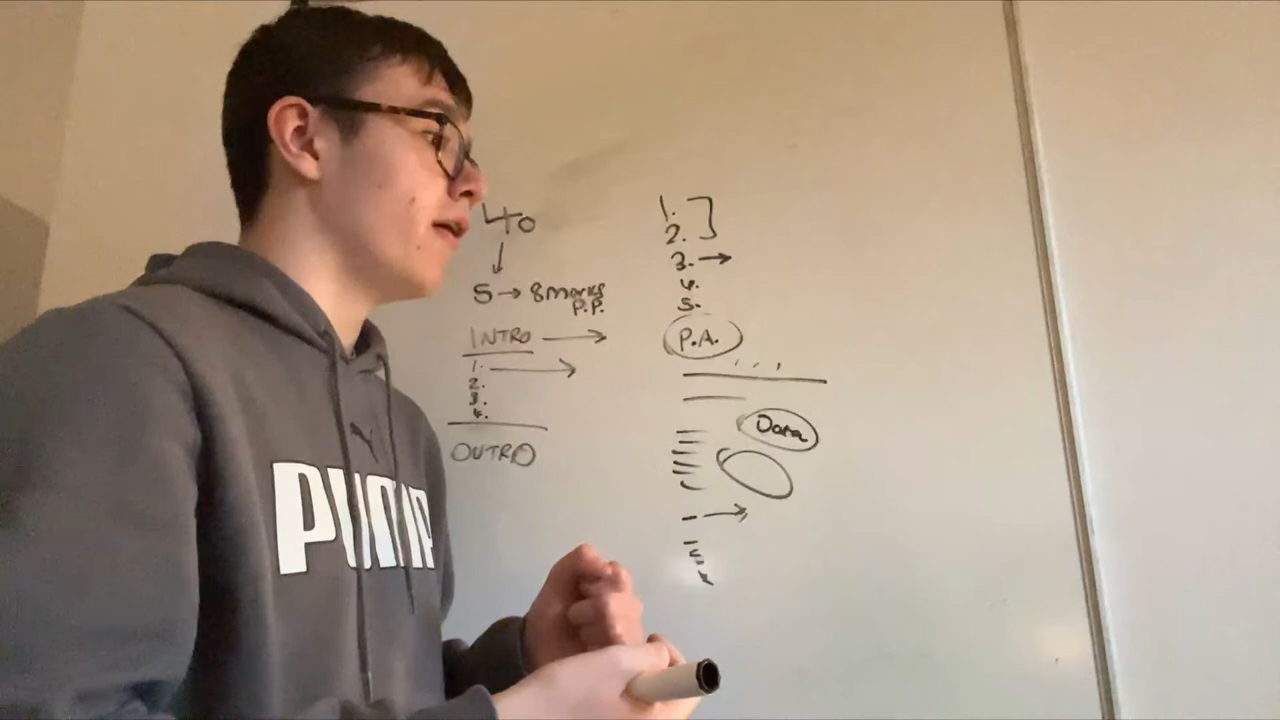 40
5 → 8 marks
P.P.
INTRO →
1. →
2.
3.
4.
OUTRO
1.
2.
3. →
4.
5.
P.A.
Data
PUMA